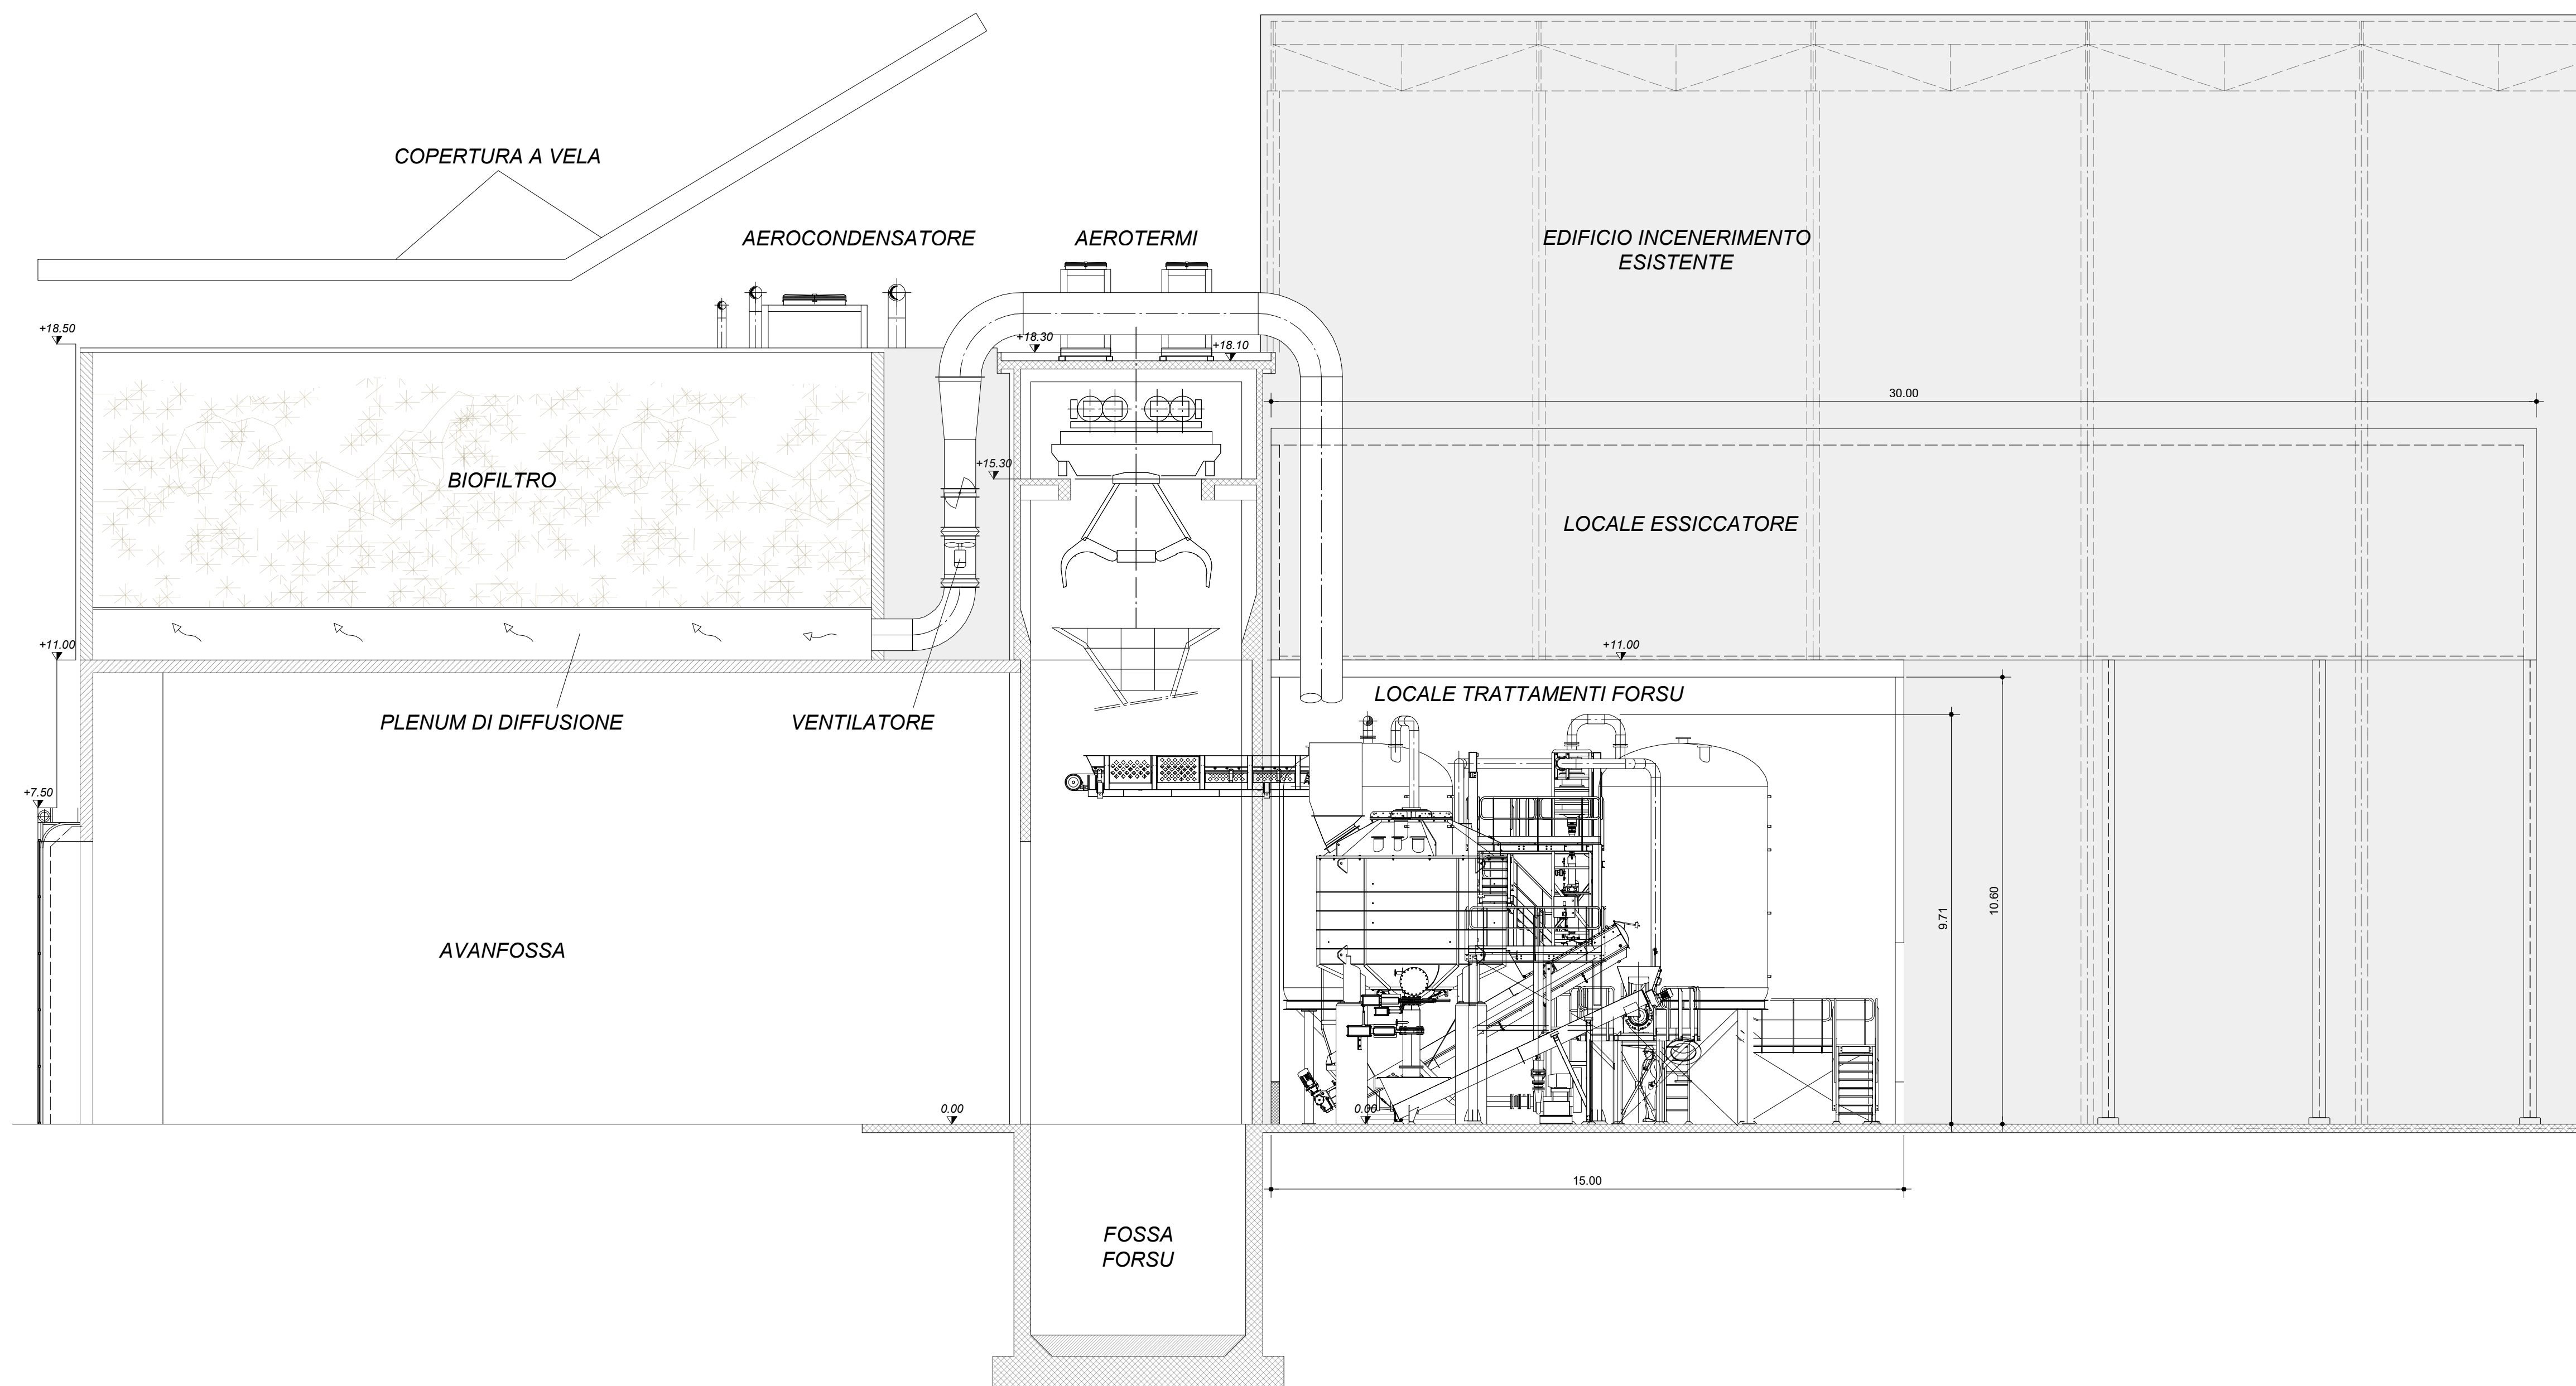 COPERTURA A VELA
AEROCONDENSATORE
AEROTERMI
EDIFICIO INCENERIMENTO
ESISTENTE
+18.50
+18.30
+18.10
30.00
+15.30
BIOFILTRO
LOCALE ESSICCATORE
+11.00
+11.00
PLENUM DI DIFFUSIONE
VENTILATORE
LOCALE TRATTAMENTI FORSU
+7.50
10.60
9.71
AVANFOSSA
0.00
0.00
15.00
FOSSA
FORSU